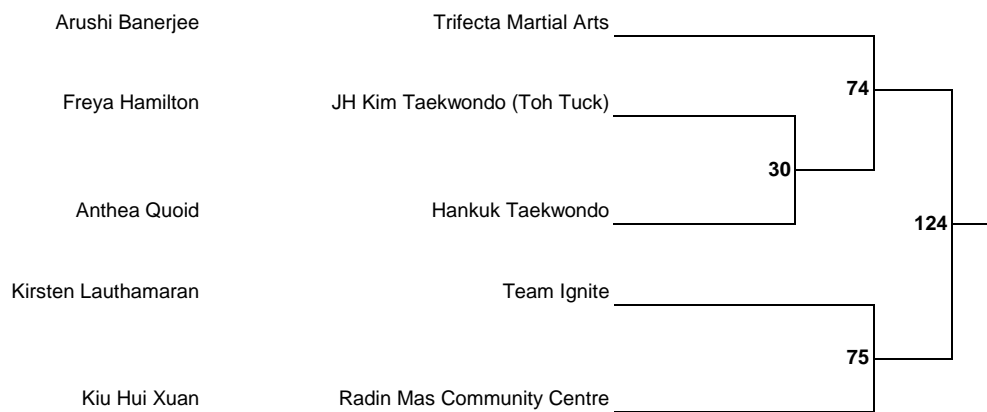 Arushi Banerjee Trifecta Martial Arts
74
Freya Hamilton JH Kim Taekwondo (Toh Tuck)
30
Anthea Quoid Hankuk Taekwondo
124
Kirsten Lauthamaran Team Ignite
75
Kiu Hui Xuan Radin Mas Community Centre